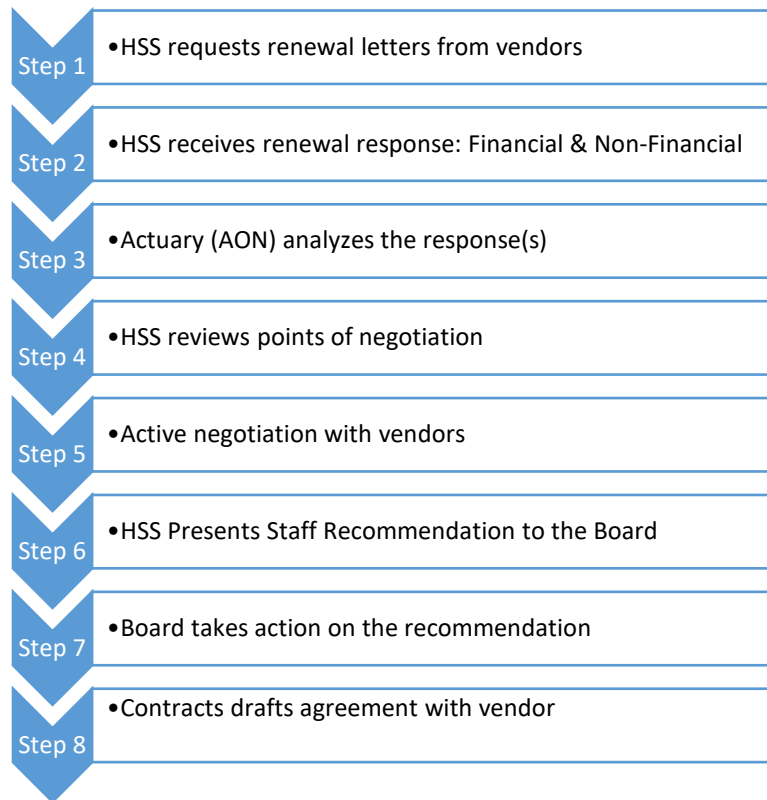 Step 1
•HSS requests renewal letters from vendors
Step 2
•HSS receives renewal response: Financial & Non-Financial
Step 3
•Actuary (AON) analyzes the response(s)
Step 4
•HSS reviews points of negotiation
Step 5
•Active negotiation with vendors
Step 6
•HSS Presents Staff Recommendation to the Board
Step 7
•Board takes action on the recommendation
Step 8
•Contracts drafts agreement with vendor